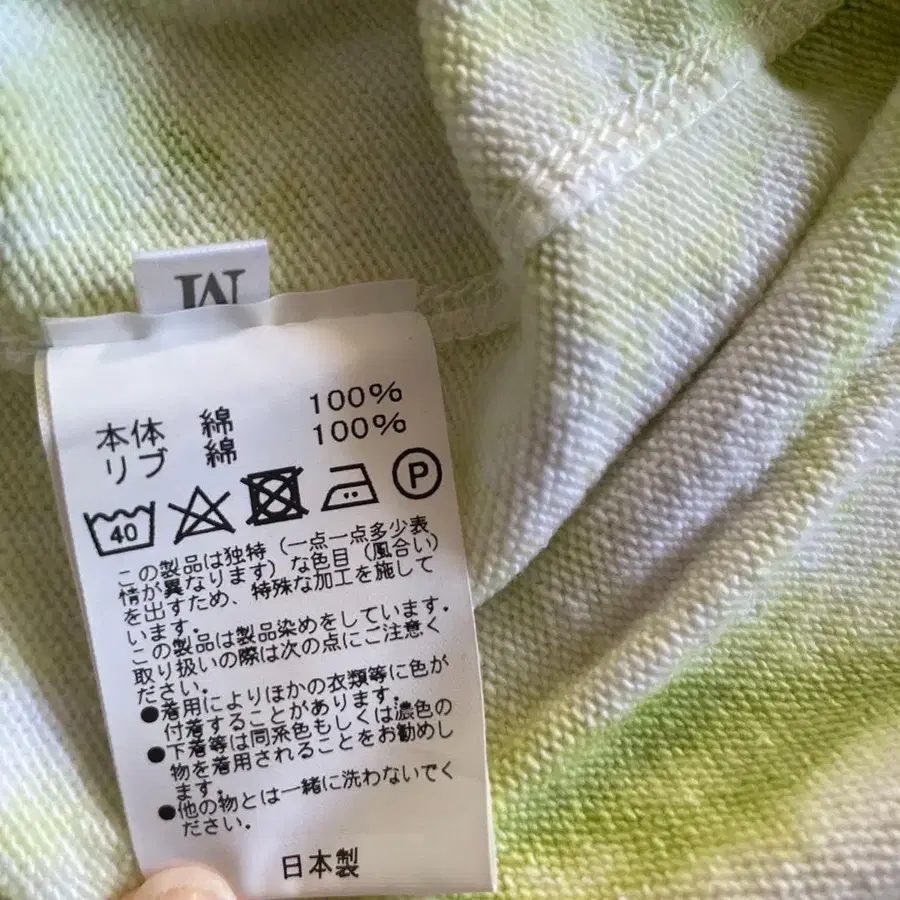 M
本体 綿 100%
リブ 綿 100%
40 P
この製品は独特（一点一点多少表
情が異なります）な色目（風合い）
を出すため、特殊な加工を施して
います。
この製品は製品染めをしています。
取り扱いの際は次の点にご注意く
ださい。
●着用によりほかの衣類等に色が
付着することがあります。
●下着等は同系色もしくは濃色の
物を着用されることをお勧めし
ます。
●他の物とは一緒に洗わないでく
ださい。
日本製